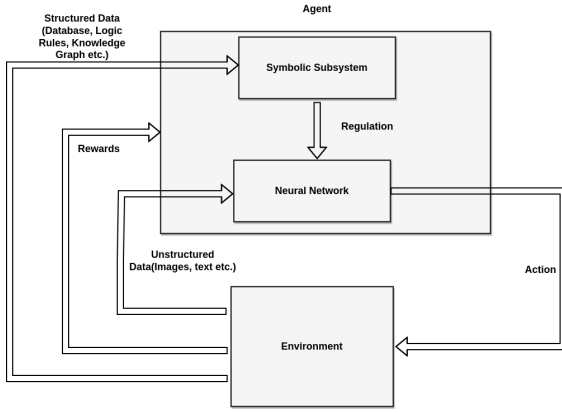 Agent
Structured Data
(Database, Logic
Rules, Knowledge
Graph etc.)
Symbolic Subsystem
Regulation
Rewards
Neural Network
Unstructured
Data(Images, text etc.)
Action
Environment